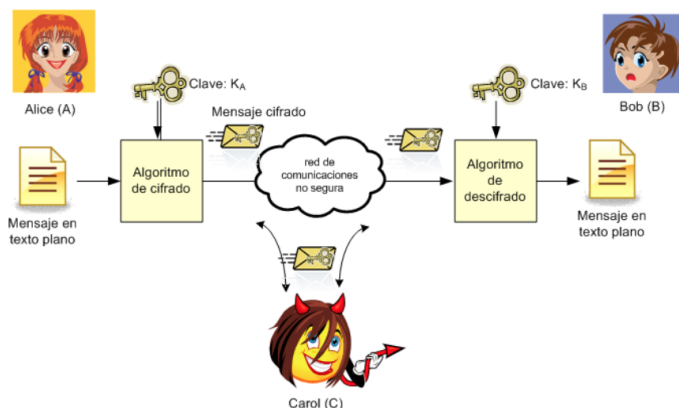 Alice (A)
Clave: KA
Mensaje cifrado
Clave: KB
Bob (B)
Mensaje en
texto plano
Algoritmo
de cifrado
red de
comunicaciones
no segura
Algoritmo
de
descifrado
Mensaje en
texto plano
Carol (C)